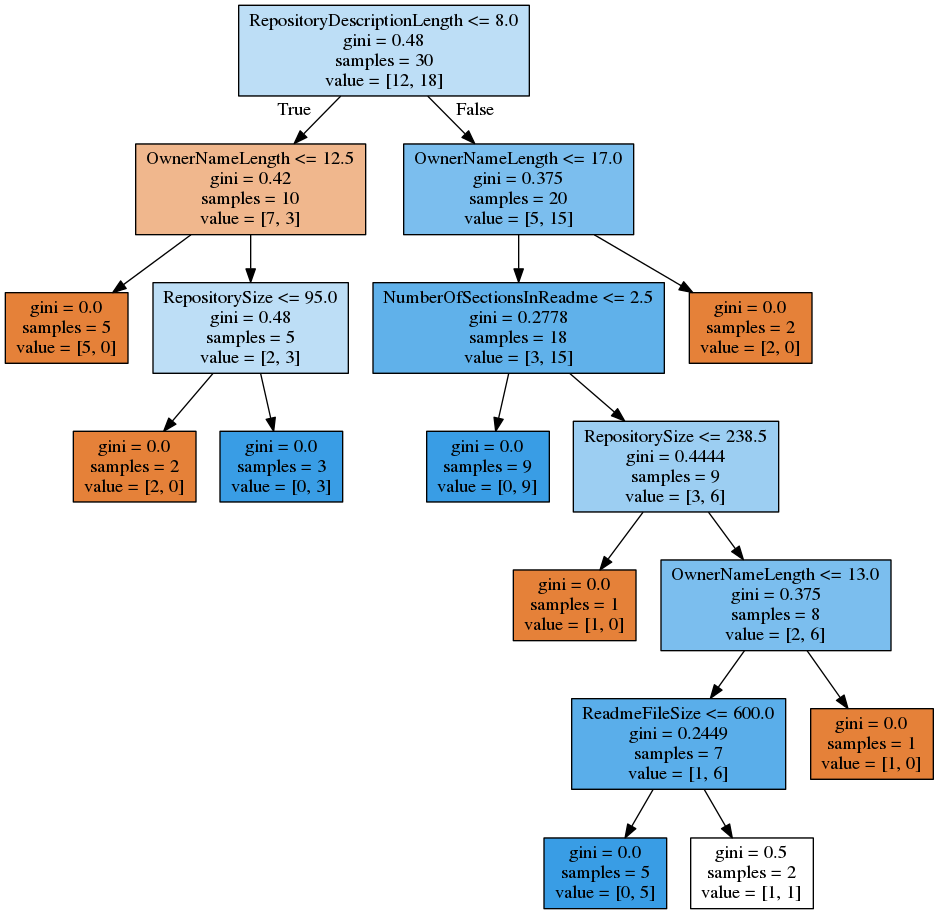 RepositoryDescriptionLength <= 8.0
gini = 0.48
samples = 30
value = [12, 18]
True
False
OwnerNameLength <= 12.5
gini = 0.42
samples = 10
value = [7, 3]
OwnerNameLength <= 17.0
gini = 0.375
samples = 20
value = [5, 15]
gini = 0.0
samples = 5
value = [5, 0]
RepositorySize <= 95.0
gini = 0.48
samples = 5
value = [2, 3]
NumberOfSectionsInReadme <= 2.5
gini = 0.2778
samples = 18
value = [3, 15]
gini = 0.0
samples = 2
value = [2, 0]
gini = 0.0
samples = 2
value = [2, 0]
gini = 0.0
samples = 3
value = [0, 3]
gini = 0.0
samples = 9
value = [0, 9]
RepositorySize <= 238.5
gini = 0.4444
samples = 9
value = [3, 6]
gini = 0.0
samples = 1
value = [1, 0]
OwnerNameLength <= 13.0
gini = 0.375
samples = 8
value = [2, 6]
ReadmeFileSize <= 600.0
gini = 0.2449
samples = 7
value = [1, 6]
gini = 0.0
samples = 1
value = [1, 0]
gini = 0.0
samples = 5
value = [0, 5]
gini = 0.5
samples = 2
value = [1, 1]